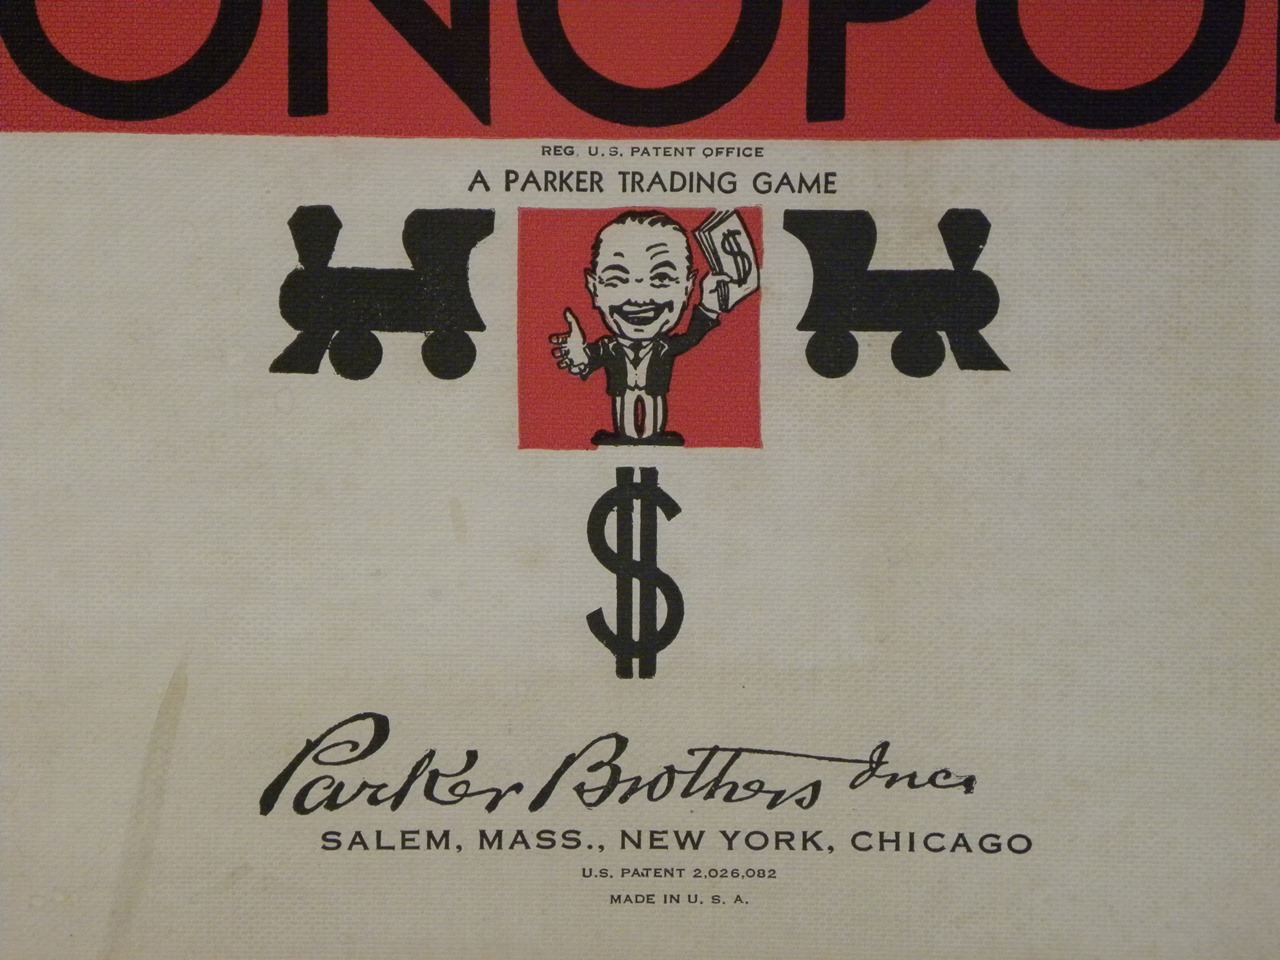 ONOPO
REG. U.S. PATENT OFFICE
A PARKER TRADING GAME
$
$
Parker Brothers Inc.
SALEM, MASS., NEW YORK, CHICAGO
U.S. PATENT 2,026,082
MADE IN U. S. A.